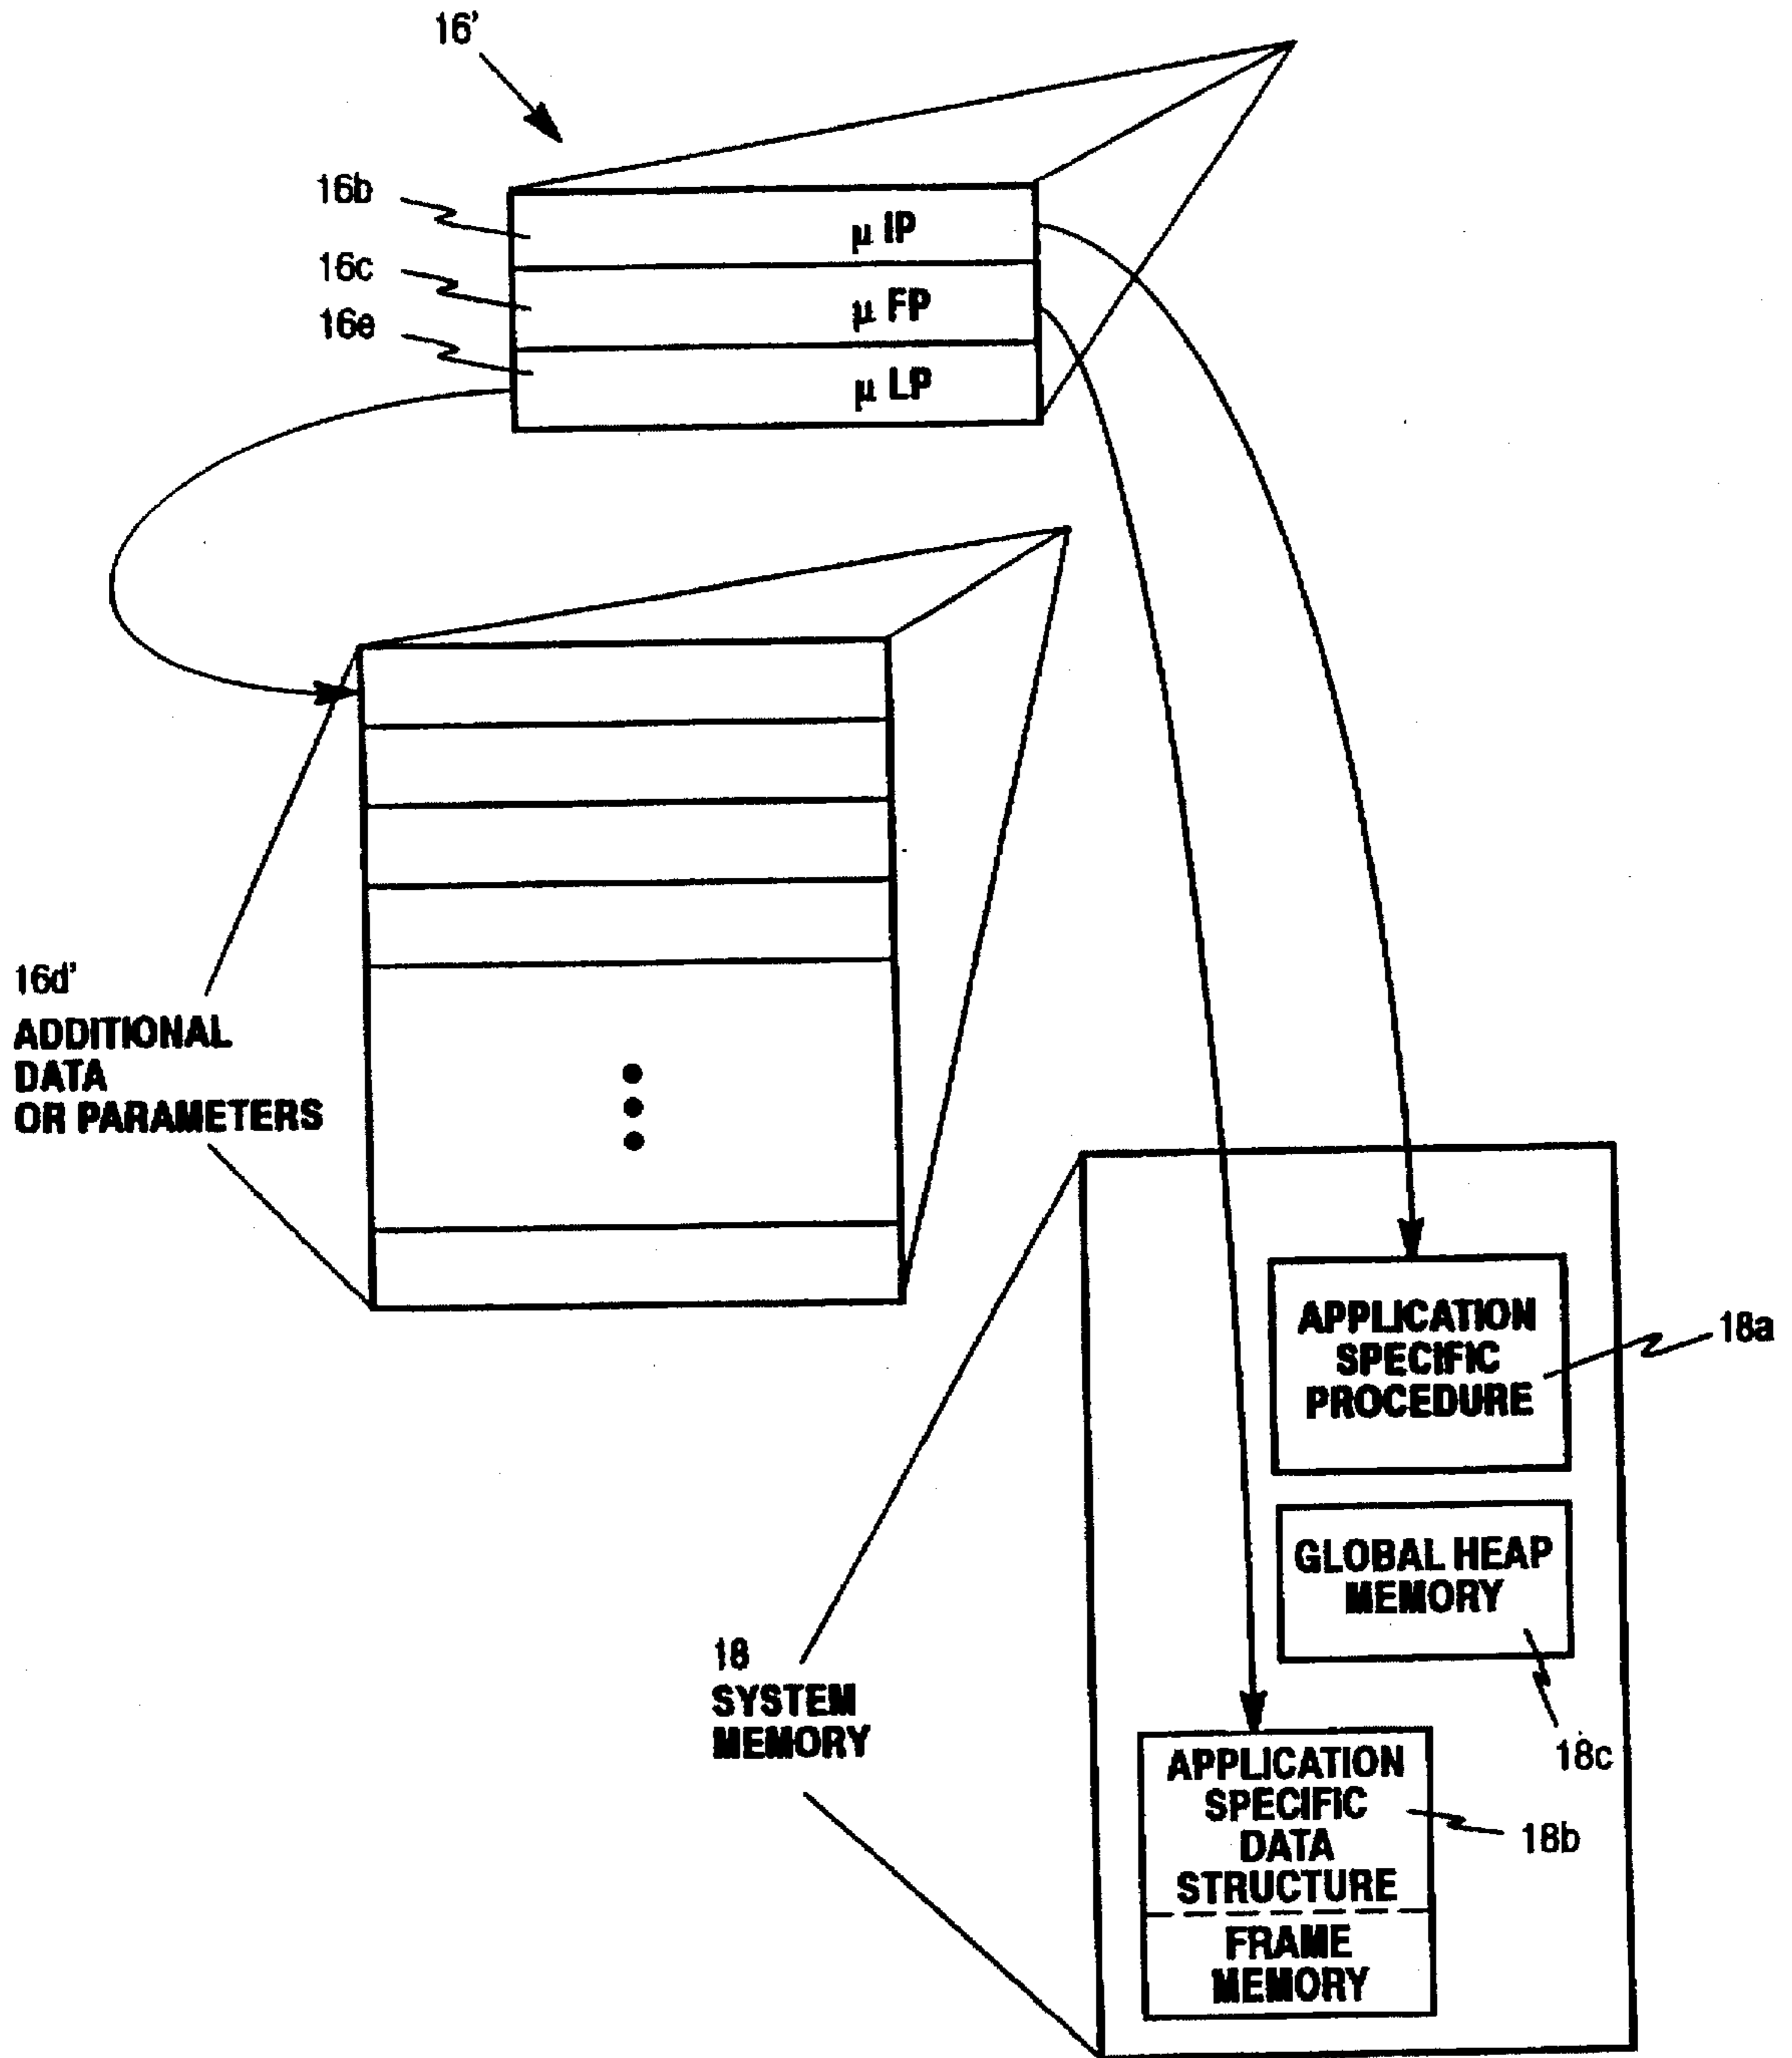 16'
16b
μ IP
16c
μ FP
16e
μ LP
16d'
ADDITIONAL
DATA
OR PARAMETERS
APPLICATION
SPECIFIC
PROCEDURE
18a
GLOBAL HEAP
MEMORY
18c
18
SYSTEM
MEMORY
APPLICATION
SPECIFIC
DATA
STRUCTURE
18b
FRAME
MEMORY